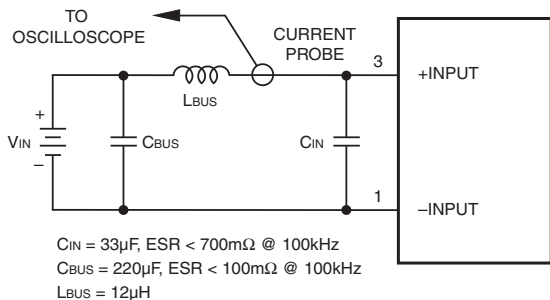 TO
OSCILLOSCOPE
CURRENT
PROBE
LBUS
3
+INPUT
+
VIN
–
CBUS
CIN
1
–INPUT
CIN = 33µF, ESR < 700mΩ @ 100kHz
CBUS = 220µF, ESR < 100mΩ @ 100kHz
LBUS = 12µH